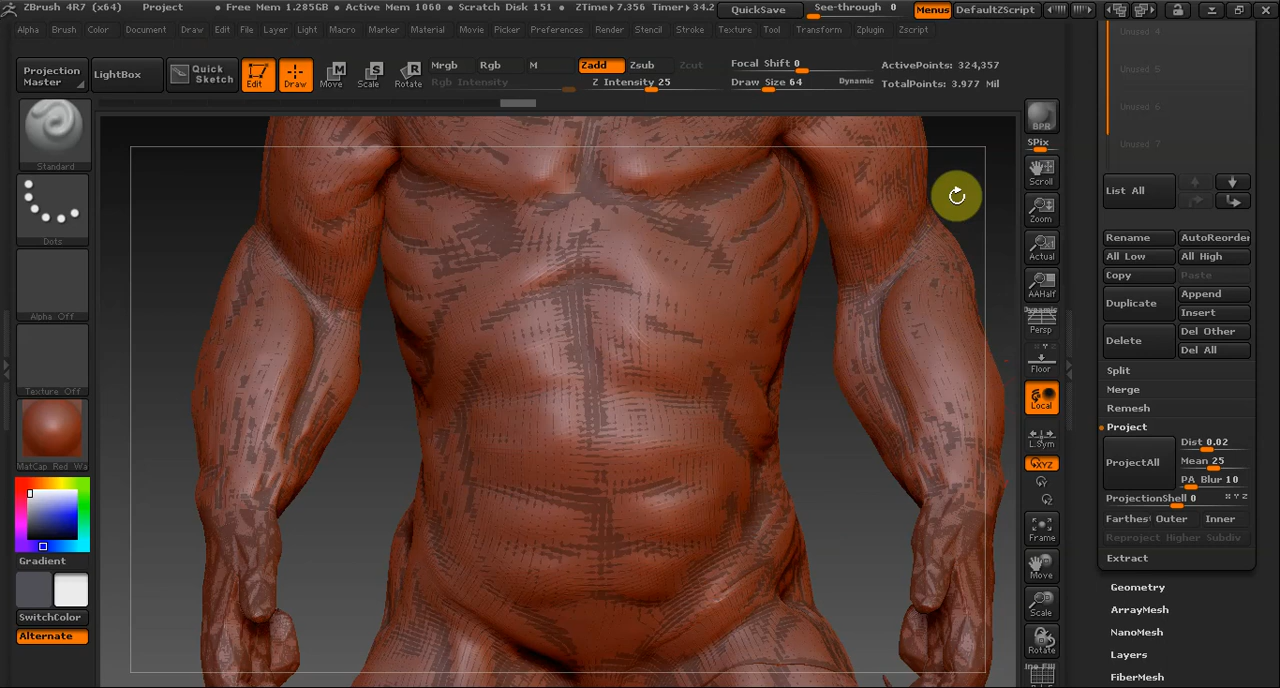 ZBrush 4R7 (x64) Project • Free Mem 1.285GB • Active Mem 1060 • Scratch Disk 151 • ZTime▸7.356 Timer▸34.2 QuickSave See-through 0 Menus DefaultZScript
Alpha Brush Color Document Draw Edit File Layer Light Macro Marker Material Movie Picker Preferences Render Stencil Stroke Texture Tool Transform Zplugin Zscript
Projection Master
LightBox
Quick Sketch
Edit
Draw
Move
Scale
Rotate
Mrgb Rgb M
Rgb Intensity
Zadd Zsub Zcut
Z Intensity 25
Focal Shift 0
Draw Size 64 Dynamic
ActivePoints: 324,357
TotalPoints: 3.977 Mil
Standard
Dots
Alpha Off
Texture Off
MatCap Red Wa
Gradient
SwitchColor
Alternate
BPR
SPix
Scroll
Zoom
Actual
AAHalf
Dynamic
Persp
Floor
Local
L.Sym
XYZ
Y
Z
Frame
Move
Scale
Rotate
Line Fill
Unused 4
Unused 5
Unused 6
Unused 7
List All
Rename AutoReorder
All Low All High
Copy Paste
Duplicate Append
Insert
Delete Del Other
Del All
Split
Merge
Remesh
Project
ProjectAll Dist 0.02
Mean 25
PA Blur 10
ProjectionShell 0 X Y Z
Farthest Outer Inner
Reproject Higher Subdiv
Extract
Geometry
ArrayMesh
NanoMesh
Layers
FiberMesh